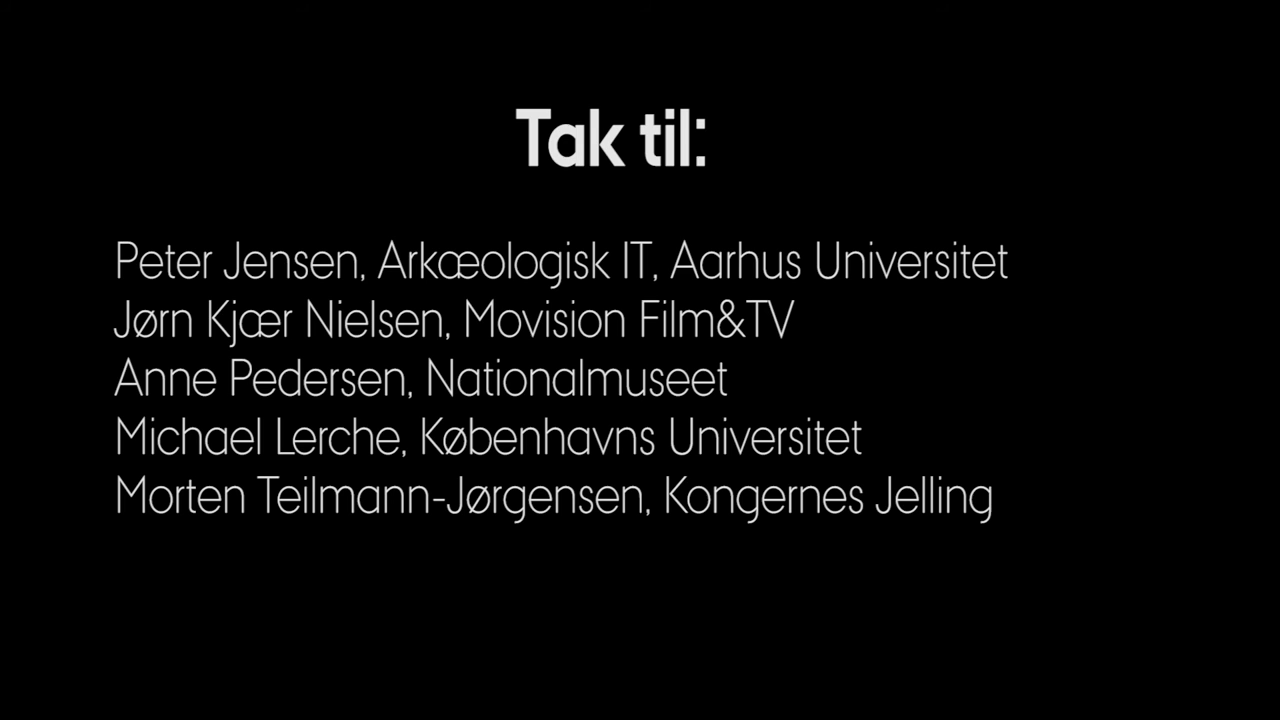 Tak til:
Peter Jensen, Arkæologisk IT, Aarhus Universitet
Jørn Kjær Nielsen, Movision Film&TV
Anne Pedersen, Nationalmuseet
Michael Lerche, Københavns Universitet
Morten Teilmann-Jørgensen, Kongernes Jelling